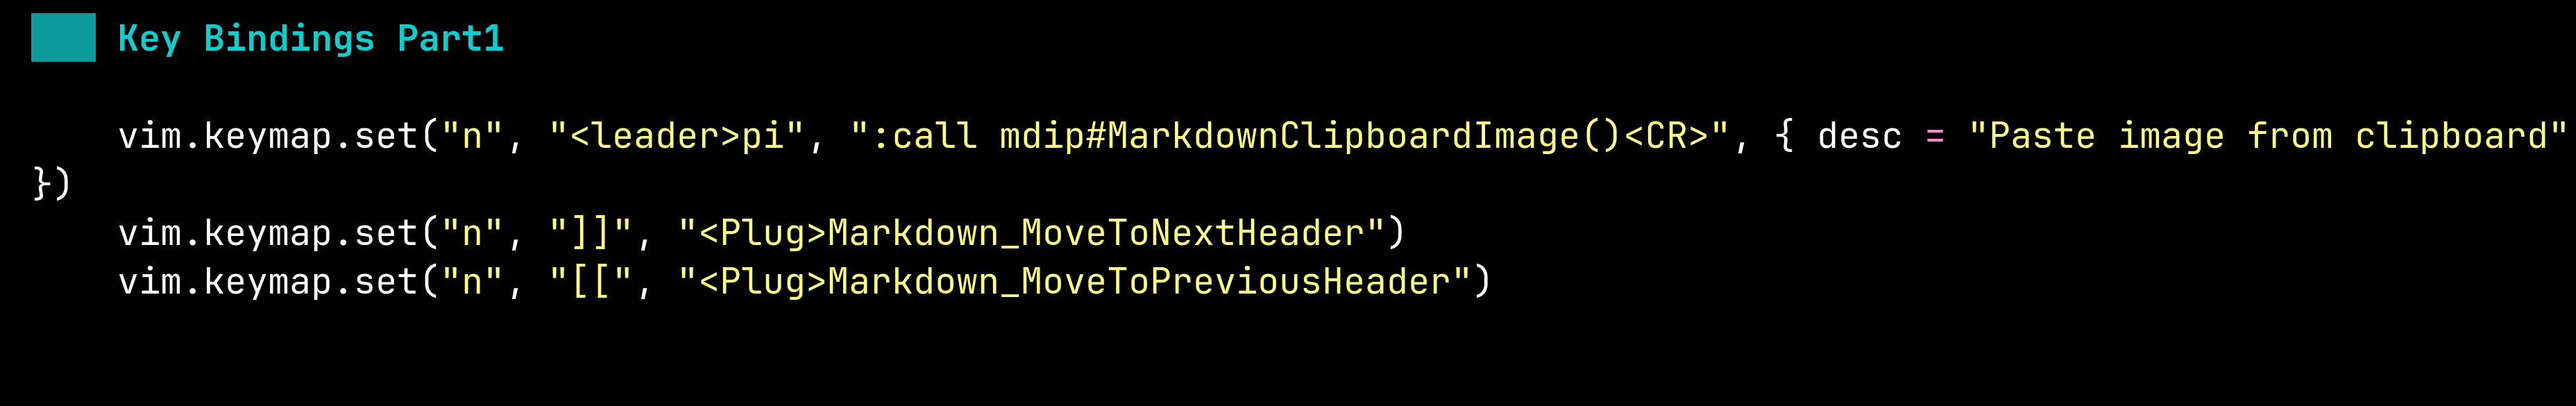 Key Bindings Part1
vim.keymap.set("n", "<leader>pi", ":call mdip#MarkdownClipboardImage()<CR>", { desc = "Paste image from clipboard"
})
vim.keymap.set("n", "]]", "<Plug>Markdown_MoveToNextHeader")
vim.keymap.set("n", "[[", "<Plug>Markdown_MoveToPreviousHeader")